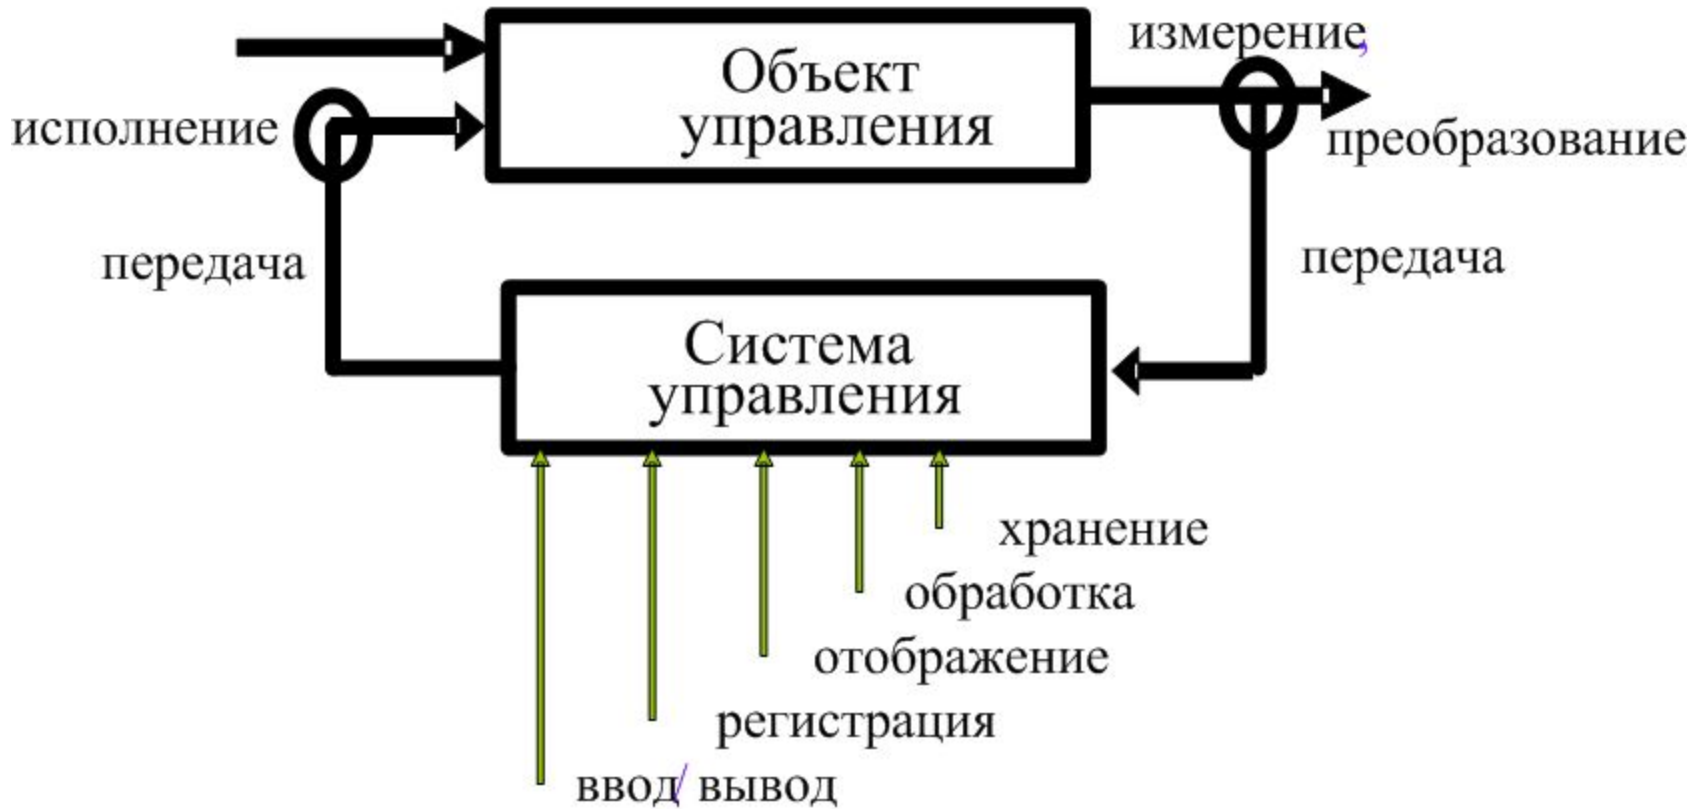 измерение,
Объект
управления
исполнение
преобразование
передача
передача
Система
управления
хранение
обработка
отображение
регистрация
ввод/ вывод